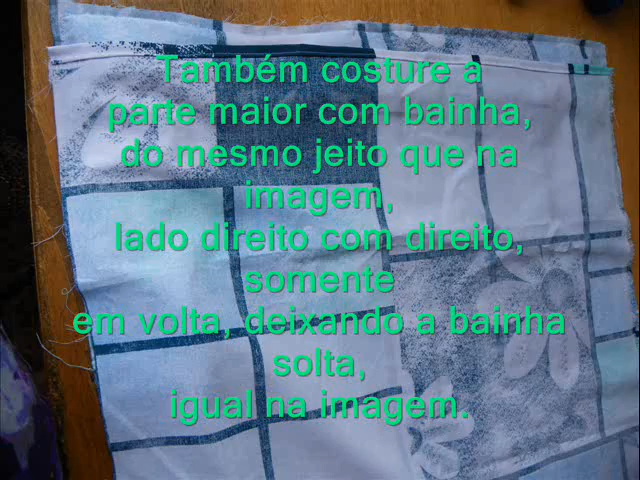 Também costure a
parte maior com bainha,
do mesmo jeito que na
imagem,
lado direito com direito,
somente
em volta, deixando a bainha
solta,
igual na imagem.